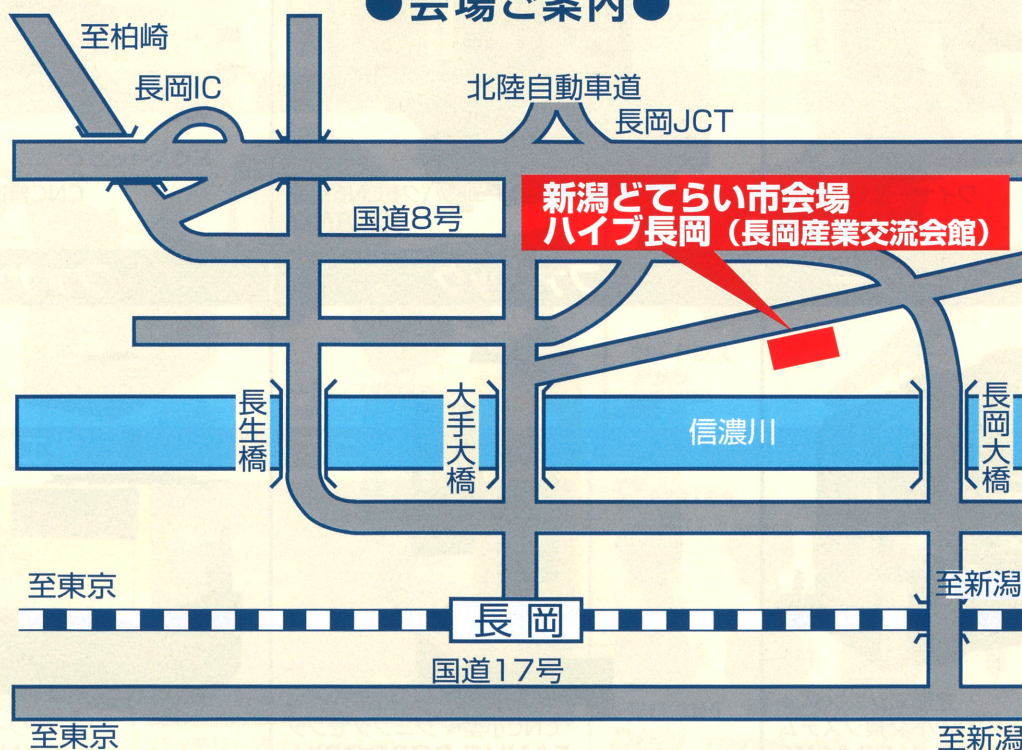 ●会場ご案内●
至柏崎
長岡IC
北陸自動車道
長岡JCT
新潟どてらい市会場
ハイブ長岡（長岡産業交流会館）
国道8号
長生橋
大手大橋
信濃川
長岡大橋
至東京
至新潟
長岡
国道17号
至東京
至新潟